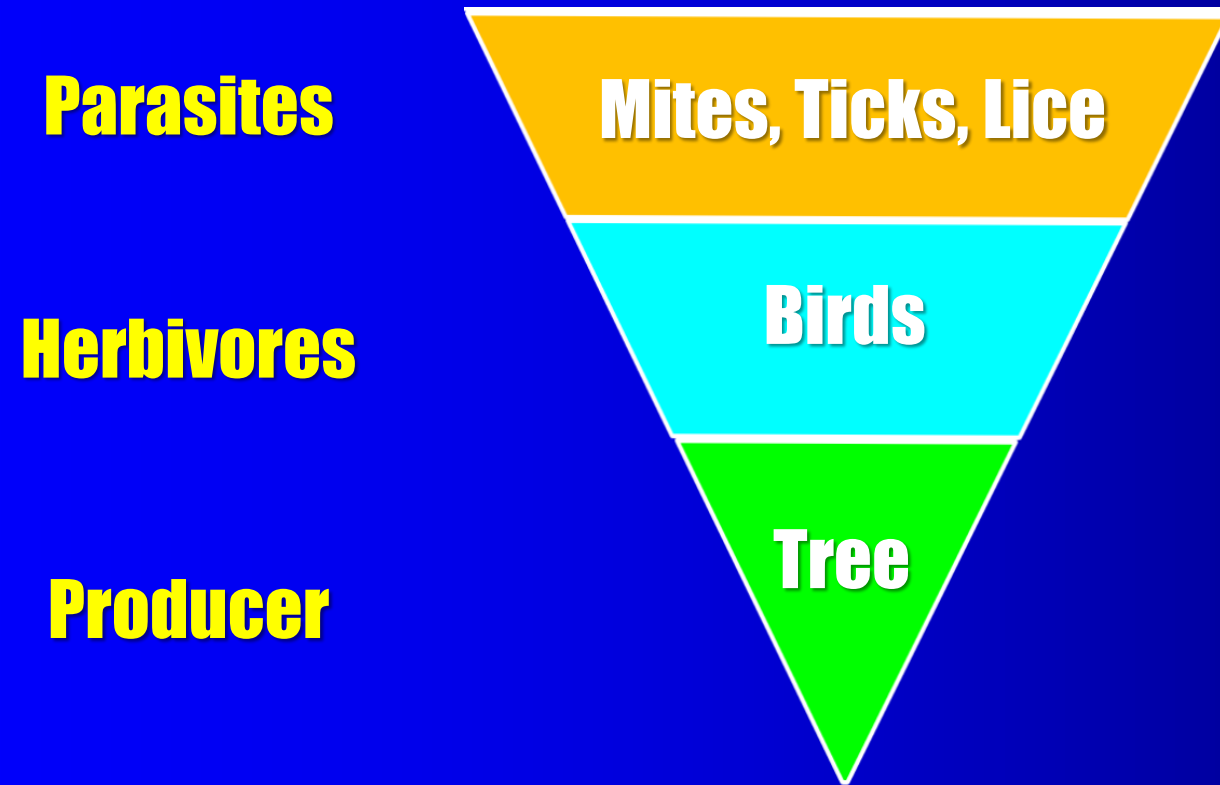 Parasites
Mites, Ticks, Lice
Herbivores
Birds
Producer
Tree